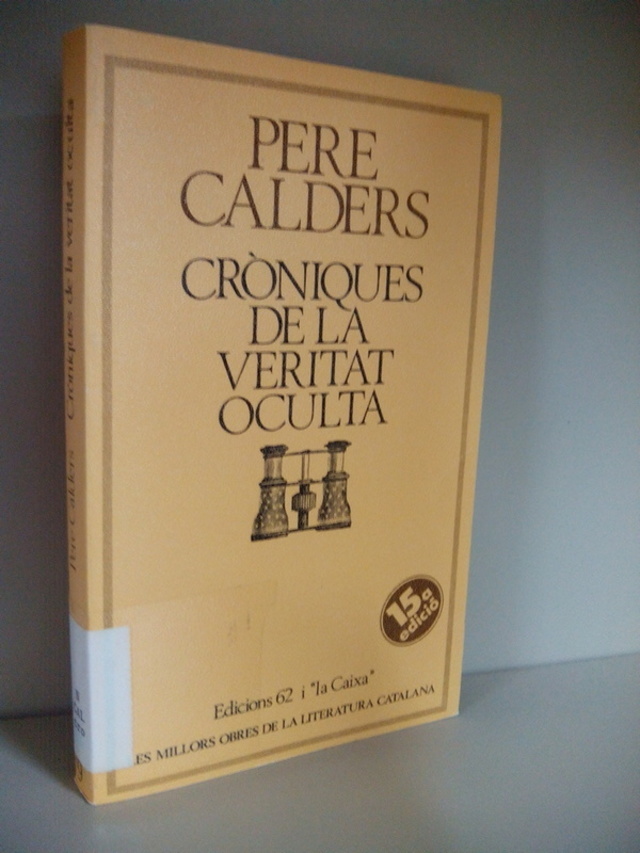 PERE
CALDERS
CRÒNIQUES
DE LA
VERITAT
OCULTA
15a
edició
Edicions 62 i "la Caixa"
ES MILLORS OBRES DE LA LITERATURA CATALANA
Pere Calders Cròniques de la veritat oculta